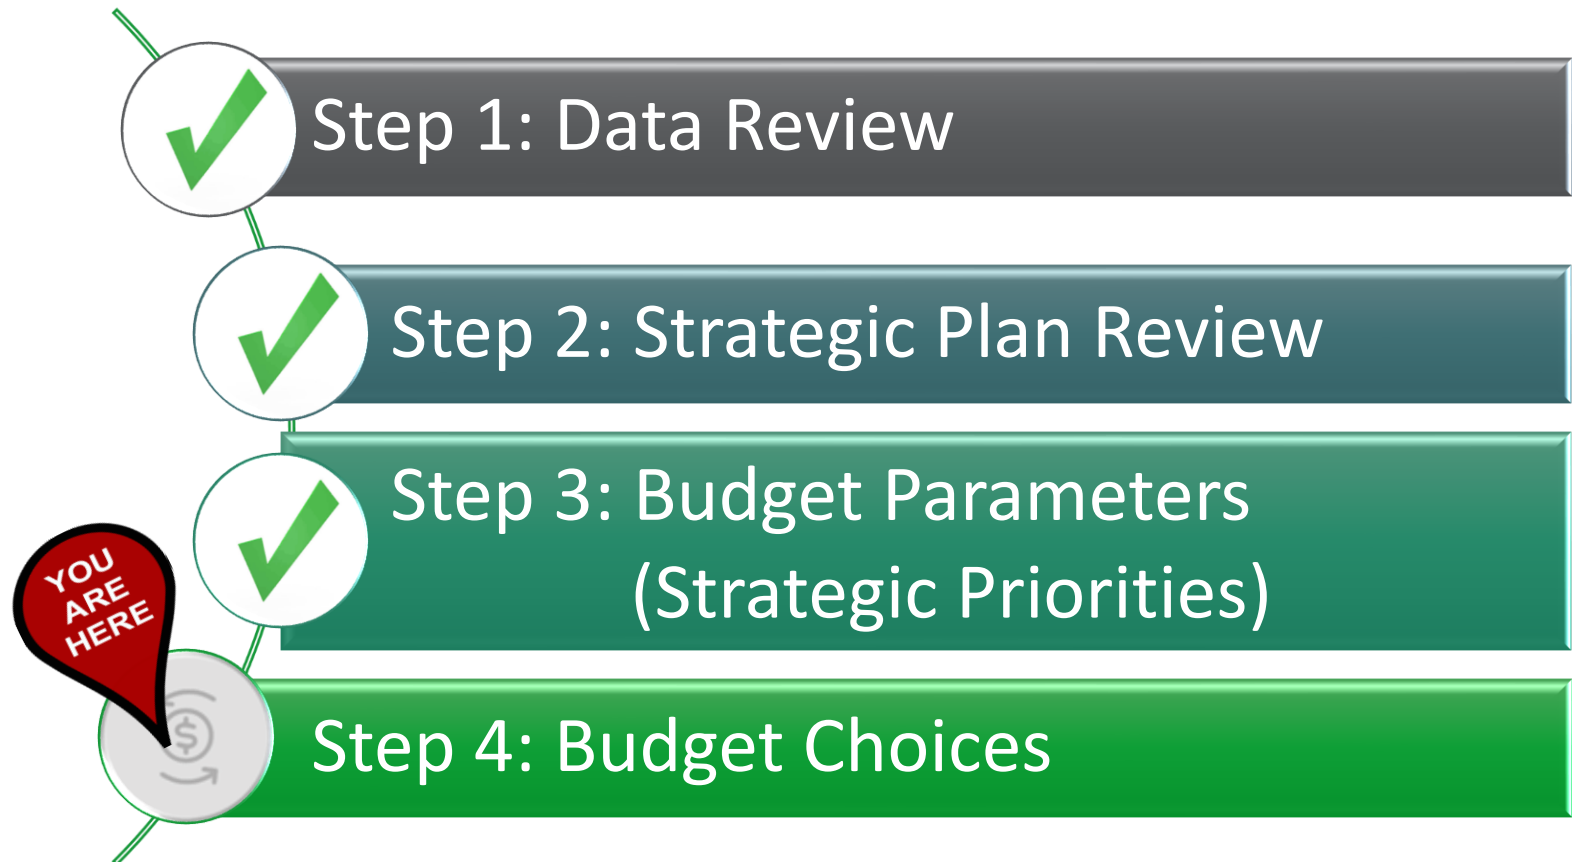 Step 1: Data Review
Step 2: Strategic Plan Review
Step 3: Budget Parameters
(Strategic Priorities)
YOU
ARE
HERE
$
Step 4: Budget Choices